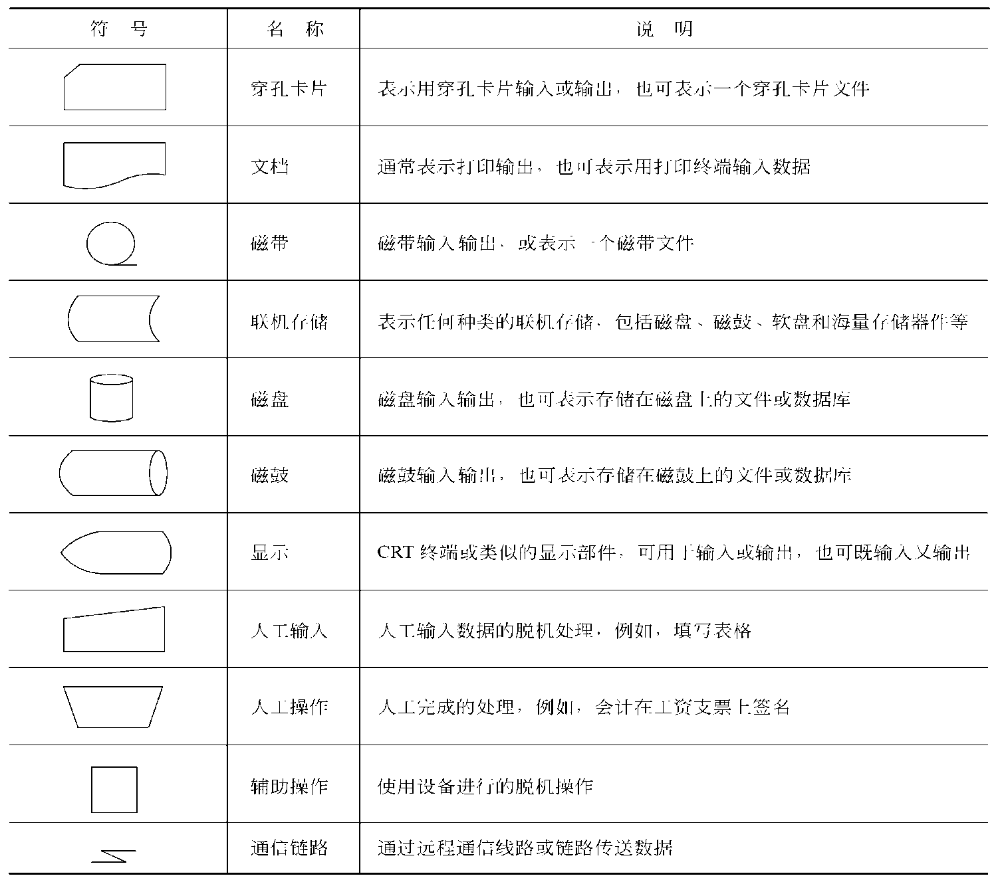 符 号 名 称 说 明
穿孔卡片 表示用穿孔卡片输入或输出，也可表示一个穿孔卡片文件
文档 通常表示打印输出，也可表示用打印终端输入数据
磁带 磁带输入输出，或表示一个磁带文件
联机存储 表示任何种类的联机存储，包括磁盘、磁鼓、软盘和海量存储器件等
磁盘 磁盘输入输出，也可表示存储在磁盘上的文件或数据库
磁鼓 磁鼓输入输出，也可表示存储在磁鼓上的文件或数据库
显示 CRT 终端或类似的显示部件，可用于输入或输出，也可既输入又输出
人工输入 人工输入数据的脱机处理，例如，填写表格
人工操作 人工完成的处理，例如，会计在工资支票上签名
辅助操作 使用设备进行的脱机操作
通信链路 通过远程通信线路或链路传送数据